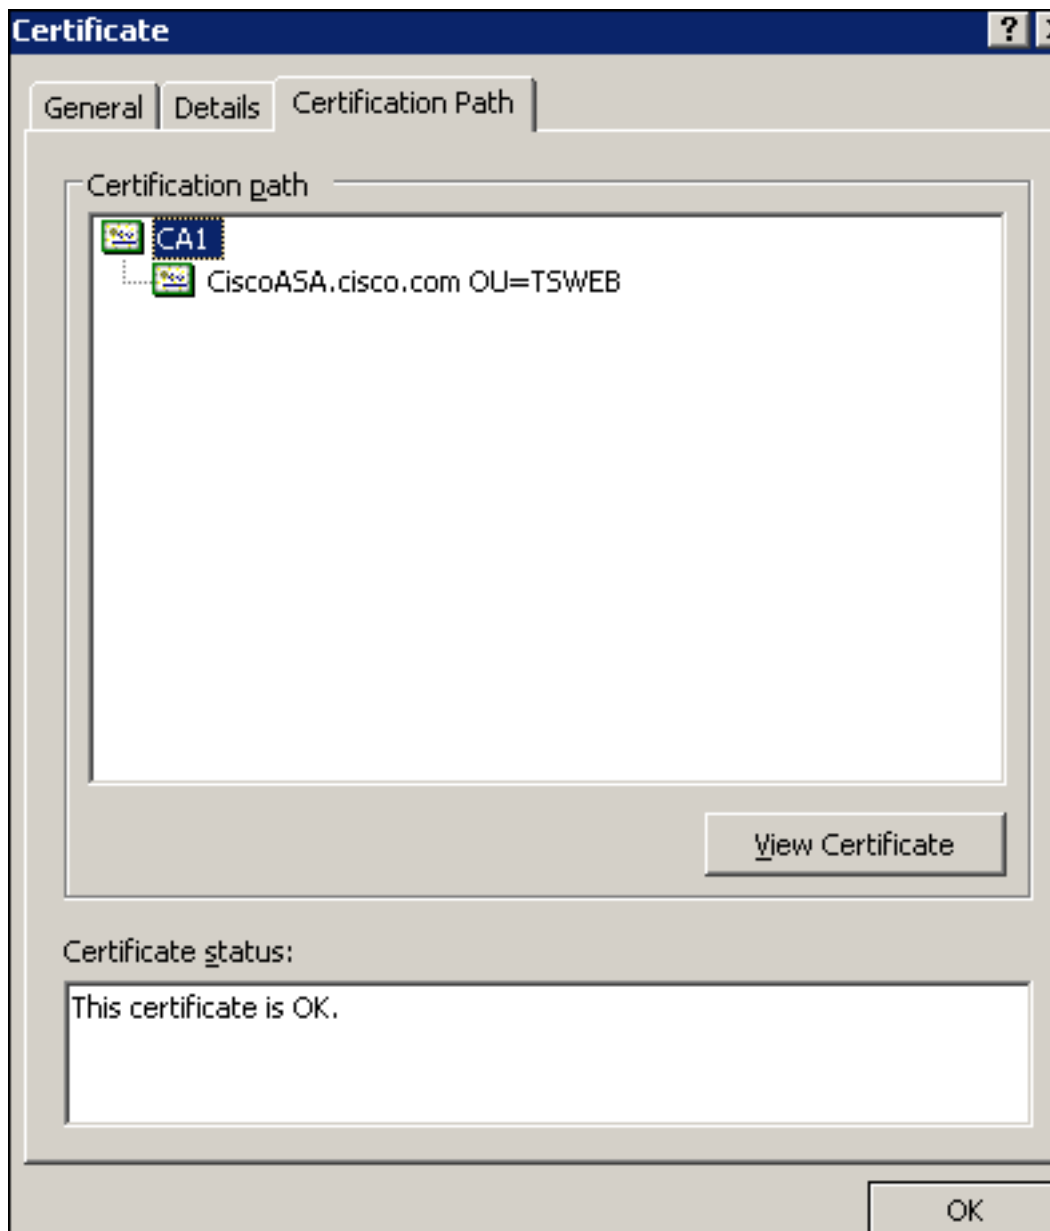 Certificate ?
General Details Certification Path
Certification path
CA1
CiscoASA.cisco.com OU=TSWEB
View Certificate
Certificate status:
This certificate is OK.
OK